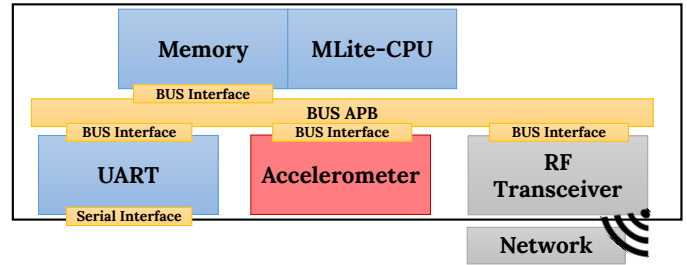 Memory MLite-CPU
BUS Interface
BUS APB
BUS Interface BUS Interface BUS Interface
UART Accelerometer RF
Transceiver
Serial Interface
Network